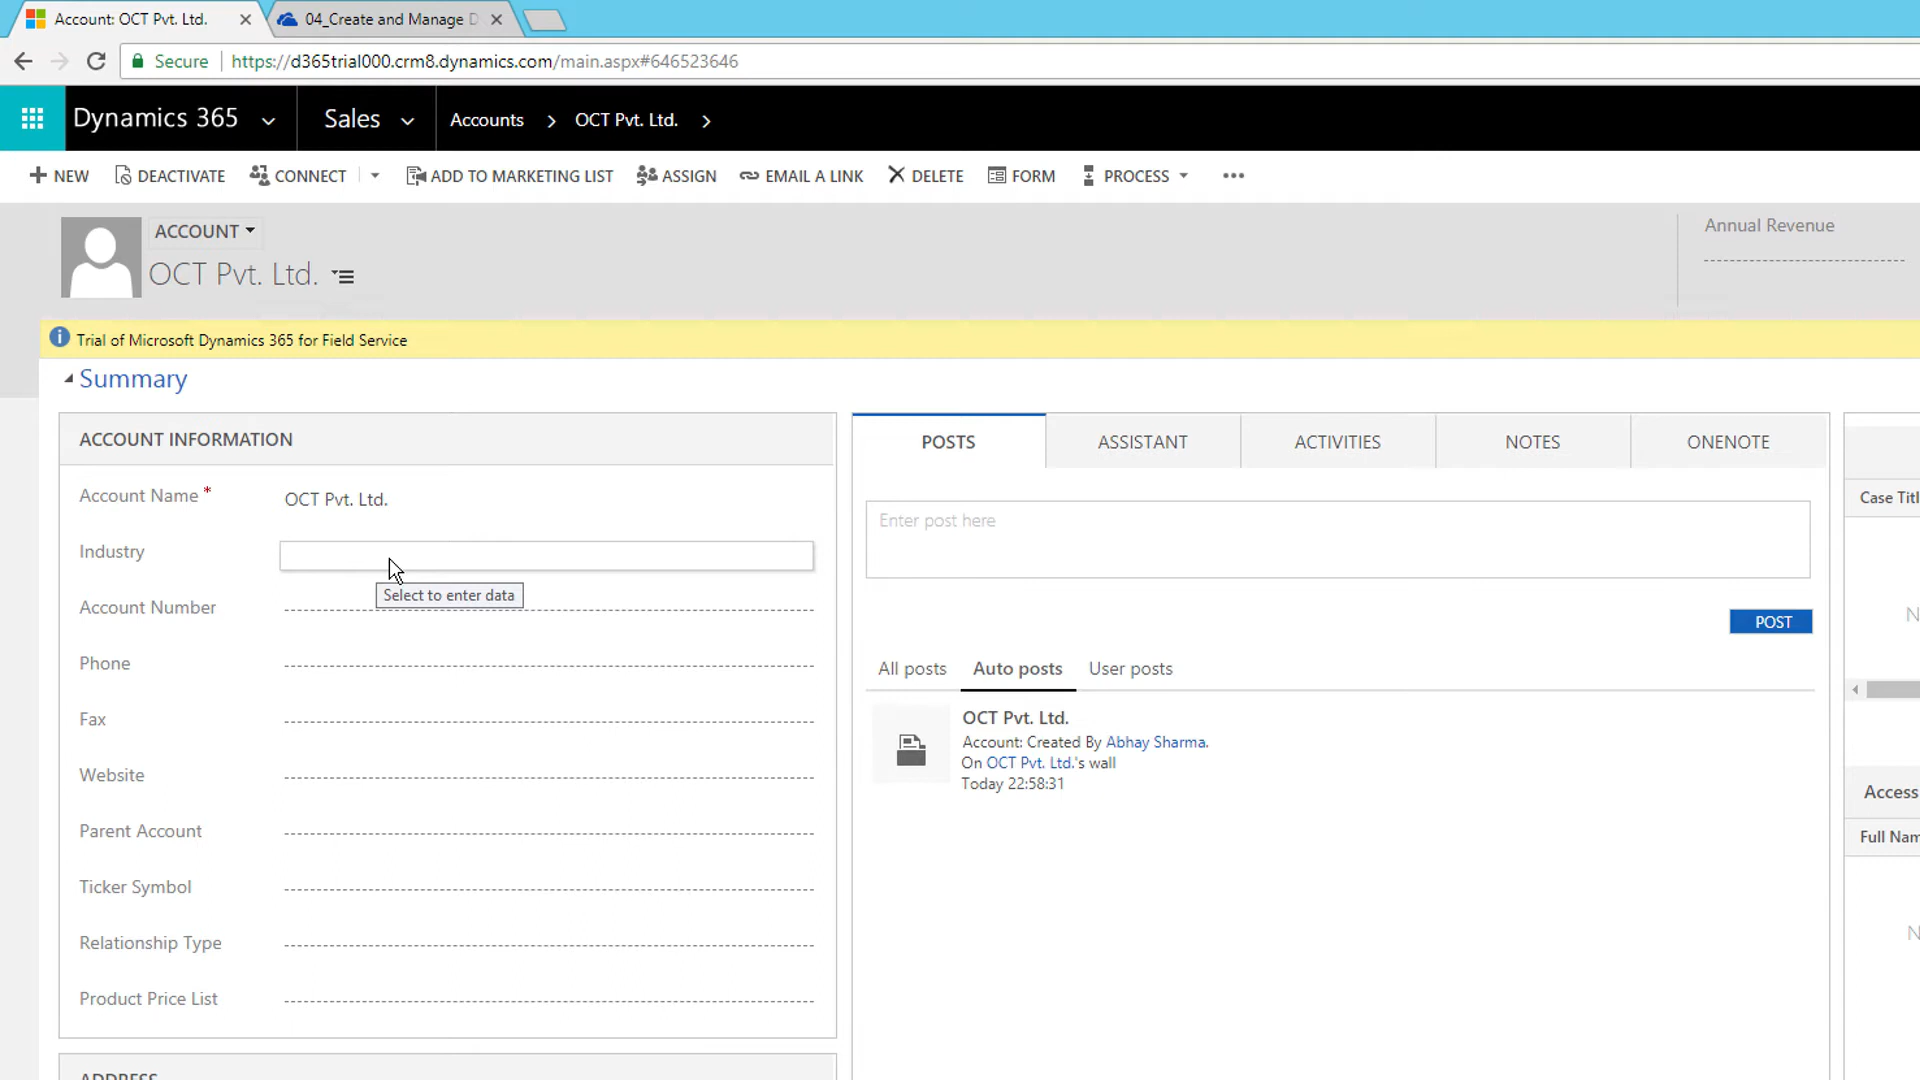 Account: OCT Pvt. Ltd.
04_Create and Manage D
Secure
https://d365trial000.crm8.dynamics.com/main.aspx#646523646
Dynamics 365
Sales
Accounts
OCT Pvt. Ltd.
NEW
DEACTIVATE
CONNECT
ADD TO MARKETING LIST
ASSIGN
EMAIL A LINK
DELETE
FORM
PROCESS
ACCOUNT
OCT Pvt. Ltd.
Annual Revenue
Trial of Microsoft Dynamics 365 for Field Service
Summary
ACCOUNT INFORMATION
Account Name *
OCT Pvt. Ltd.
Industry
Select to enter data
Account Number
Phone
Fax
Website
Parent Account
Ticker Symbol
Relationship Type
Product Price List
ADDRESS
POSTS
ASSISTANT
ACTIVITIES
NOTES
ONENOTE
Enter post here
POST
All posts
Auto posts
User posts
OCT Pvt. Ltd.
Account: Created By Abhay Sharma.
On OCT Pvt. Ltd.'s wall
Today 22:58:31
Case Titl
N
Access
Full Nam
N